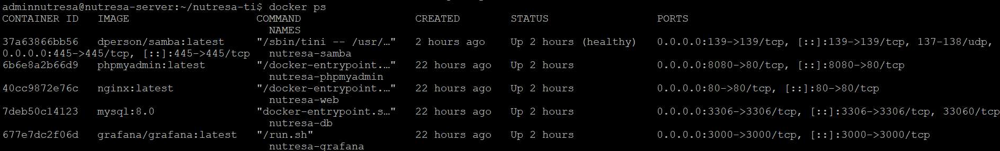 adminnutresa@nutresa-server:~/nutresa-ti$ docker ps
CONTAINER ID   IMAGE                    COMMAND                  CREATED        STATUS                 PORTS
                                          NAMES
37a63866bb56   dperson/samba:latest     "/sbin/tini -- /usr/…"   2 hours ago    Up 2 hours (healthy)   0.0.0.0:139->139/tcp, [::]:139->139/tcp, 137-138/udp,
0.0.0.0:445->445/tcp, [::]:445->445/tcp   nutresa-samba
6b6e8a2b66d9   phpmyadmin:latest        "/docker-entrypoint.…"   22 hours ago   Up 2 hours             0.0.0.0:8080->80/tcp, [::]:8080->80/tcp
                                          nutresa-phpmyadmin
40cc9872e76c   nginx:latest             "/docker-entrypoint.…"   22 hours ago   Up 2 hours             0.0.0.0:80->80/tcp, [::]:80->80/tcp
                                          nutresa-web
7deb50c14123   mysql:8.0                "docker-entrypoint.s…"   22 hours ago   Up 2 hours             0.0.0.0:3306->3306/tcp, [::]:3306->3306/tcp, 33060/tcp
                                          nutresa-db
677e7dc2f06d   grafana/grafana:latest   "/run.sh"                22 hours ago   Up 2 hours             0.0.0.0:3000->3000/tcp, [::]:3000->3000/tcp
                                          nutresa-grafana